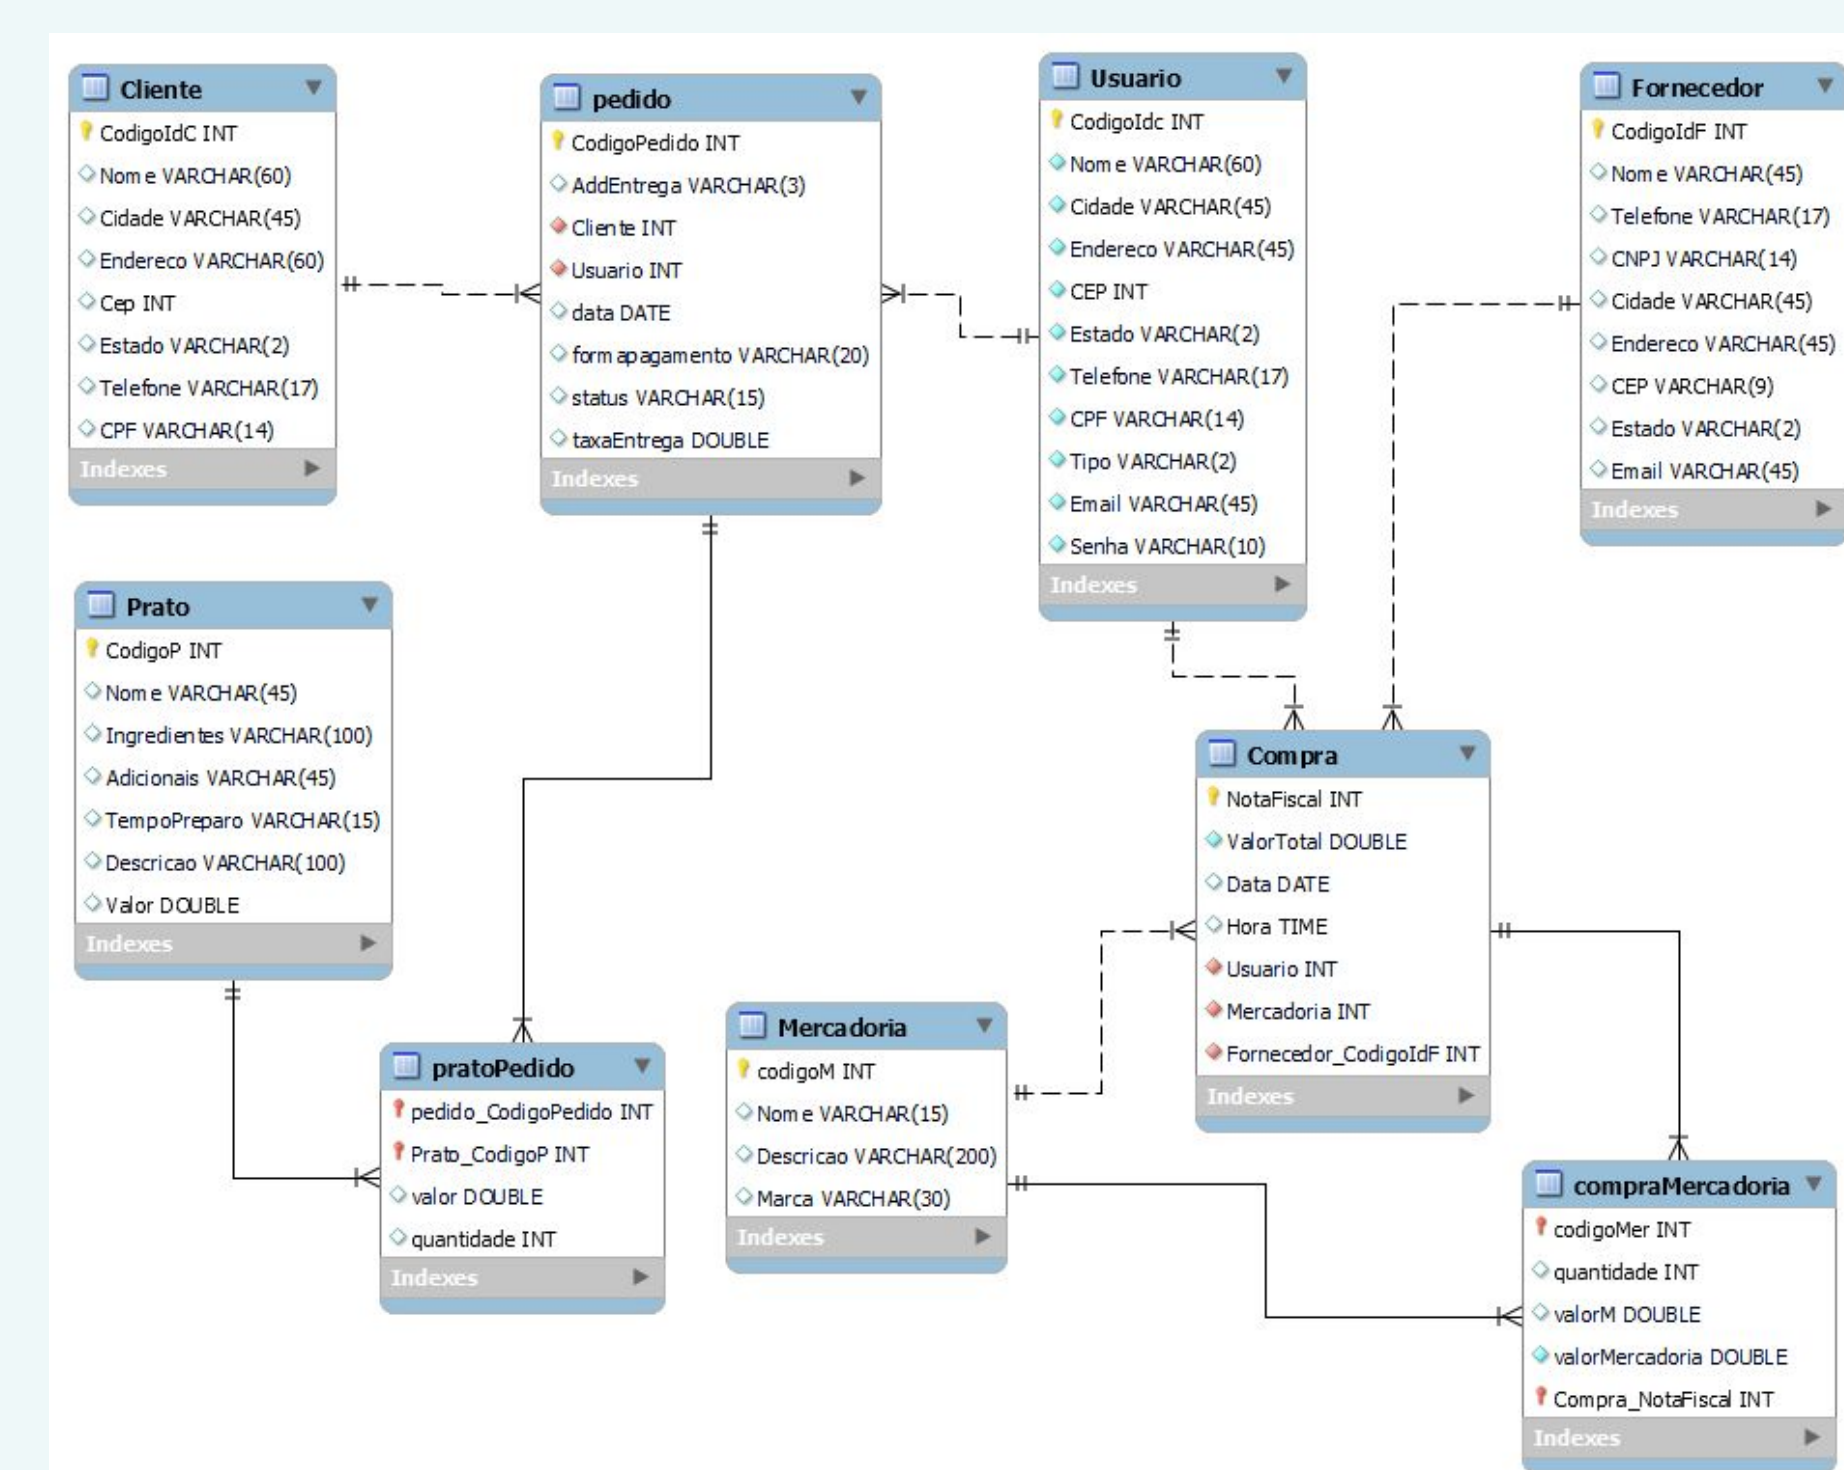 Cliente
CodigoIdC INT
Nome VARCHAR(60)
Cidade VARCHAR(45)
Endereco VARCHAR(60)
Cep INT
Estado VARCHAR(2)
Telefone VARCHAR(17)
CPF VARCHAR(14)
Indexes
pedido
CodigoPedido INT
AddEntrega VARCHAR(3)
Cliente INT
Usuario INT
data DATE
formapagamento VARCHAR(20)
status VARCHAR(15)
taxaEntrega DOUBLE
Indexes
Usuario
CodigoIdc INT
Nome VARCHAR(60)
Cidade VARCHAR(45)
Endereco VARCHAR(45)
CEP INT
Estado VARCHAR(2)
Telefone VARCHAR(17)
CPF VARCHAR(14)
Tipo VARCHAR(2)
Email VARCHAR(45)
Senha VARCHAR(10)
Indexes
Fornecedor
CodigoIdF INT
Nome VARCHAR(45)
Telefone VARCHAR(17)
CNPJ VARCHAR(14)
Cidade VARCHAR(45)
Endereco VARCHAR(45)
CEP VARCHAR(9)
Estado VARCHAR(2)
Email VARCHAR(45)
Indexes
Prato
CodigoP INT
Nome VARCHAR(45)
Ingredientes VARCHAR(100)
Adicionais VARCHAR(45)
TempoPreparo VARCHAR(15)
Descricao VARCHAR(100)
Valor DOUBLE
Indexes
Compra
NotaFiscal INT
ValorTotal DOUBLE
Data DATE
Hora TIME
Usuario INT
Mercadoria INT
Fornecedor_CodigoIdF INT
Indexes
pratoPedido
pedido_CodigoPedido INT
Prato_CodigoP INT
valor DOUBLE
quantidade INT
Indexes
Mercadoria
codigoM INT
Nome VARCHAR(15)
Descricao VARCHAR(200)
Marca VARCHAR(30)
Indexes
compraMercadoria
codigoMer INT
quantidade INT
valorM DOUBLE
valorMercadoria DOUBLE
Compra_NotaFiscal INT
Indexes